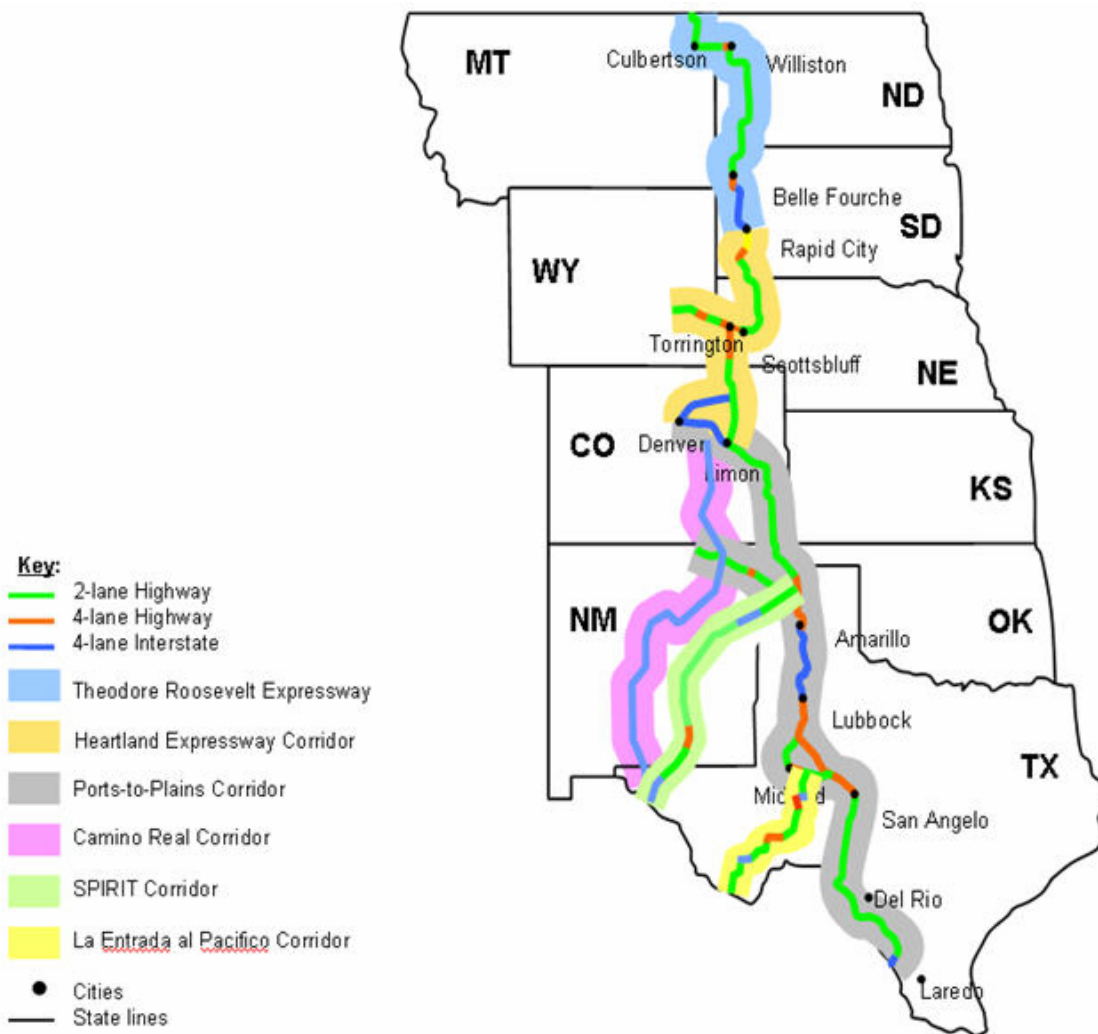 MT
Culbertson
Williston
ND
Belle Fourche
SD
Rapid City
WY
Torrington
Scottsbluff
NE
CO
Denver
Limon
KS
Key:
2-lane Highway
4-lane Highway
4-lane Interstate
Theodore Roosevelt Expressway
Heartland Expressway Corridor
Ports-to-Plains Corridor
Camino Real Corridor
SPIRIT Corridor
La Entrada al Pacifico Corridor
Cities
State lines
NM
OK
Amarillo
Lubbock
TX
Midland
San Angelo
Del Rio
Laredo